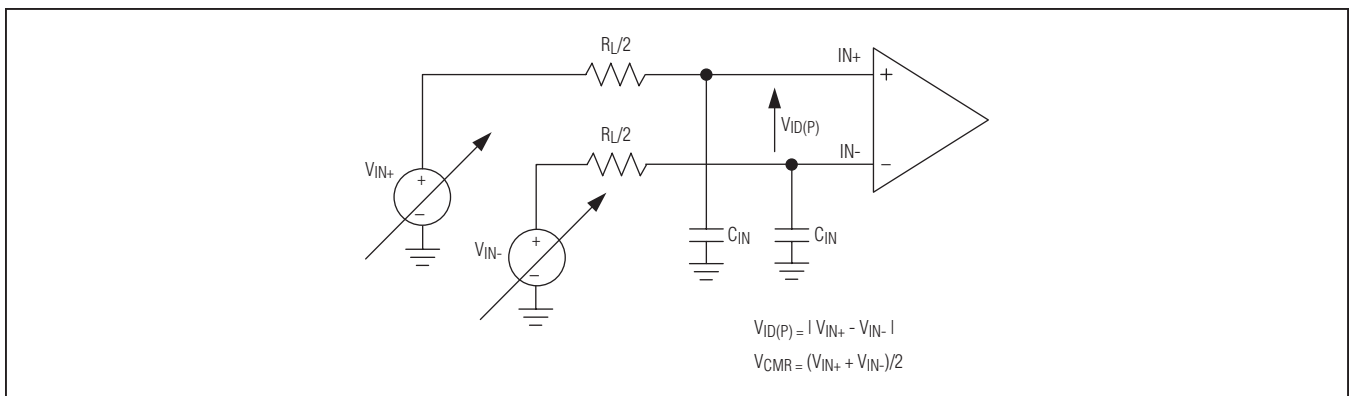 RL/2
IN+
+
VID(P)
RL/2
IN-
-
VIN+
+
-
VIN-
+
-
CIN
CIN
VID(P) = | VIN+ - VIN- |
VCMR = (VIN+ + VIN-)/2